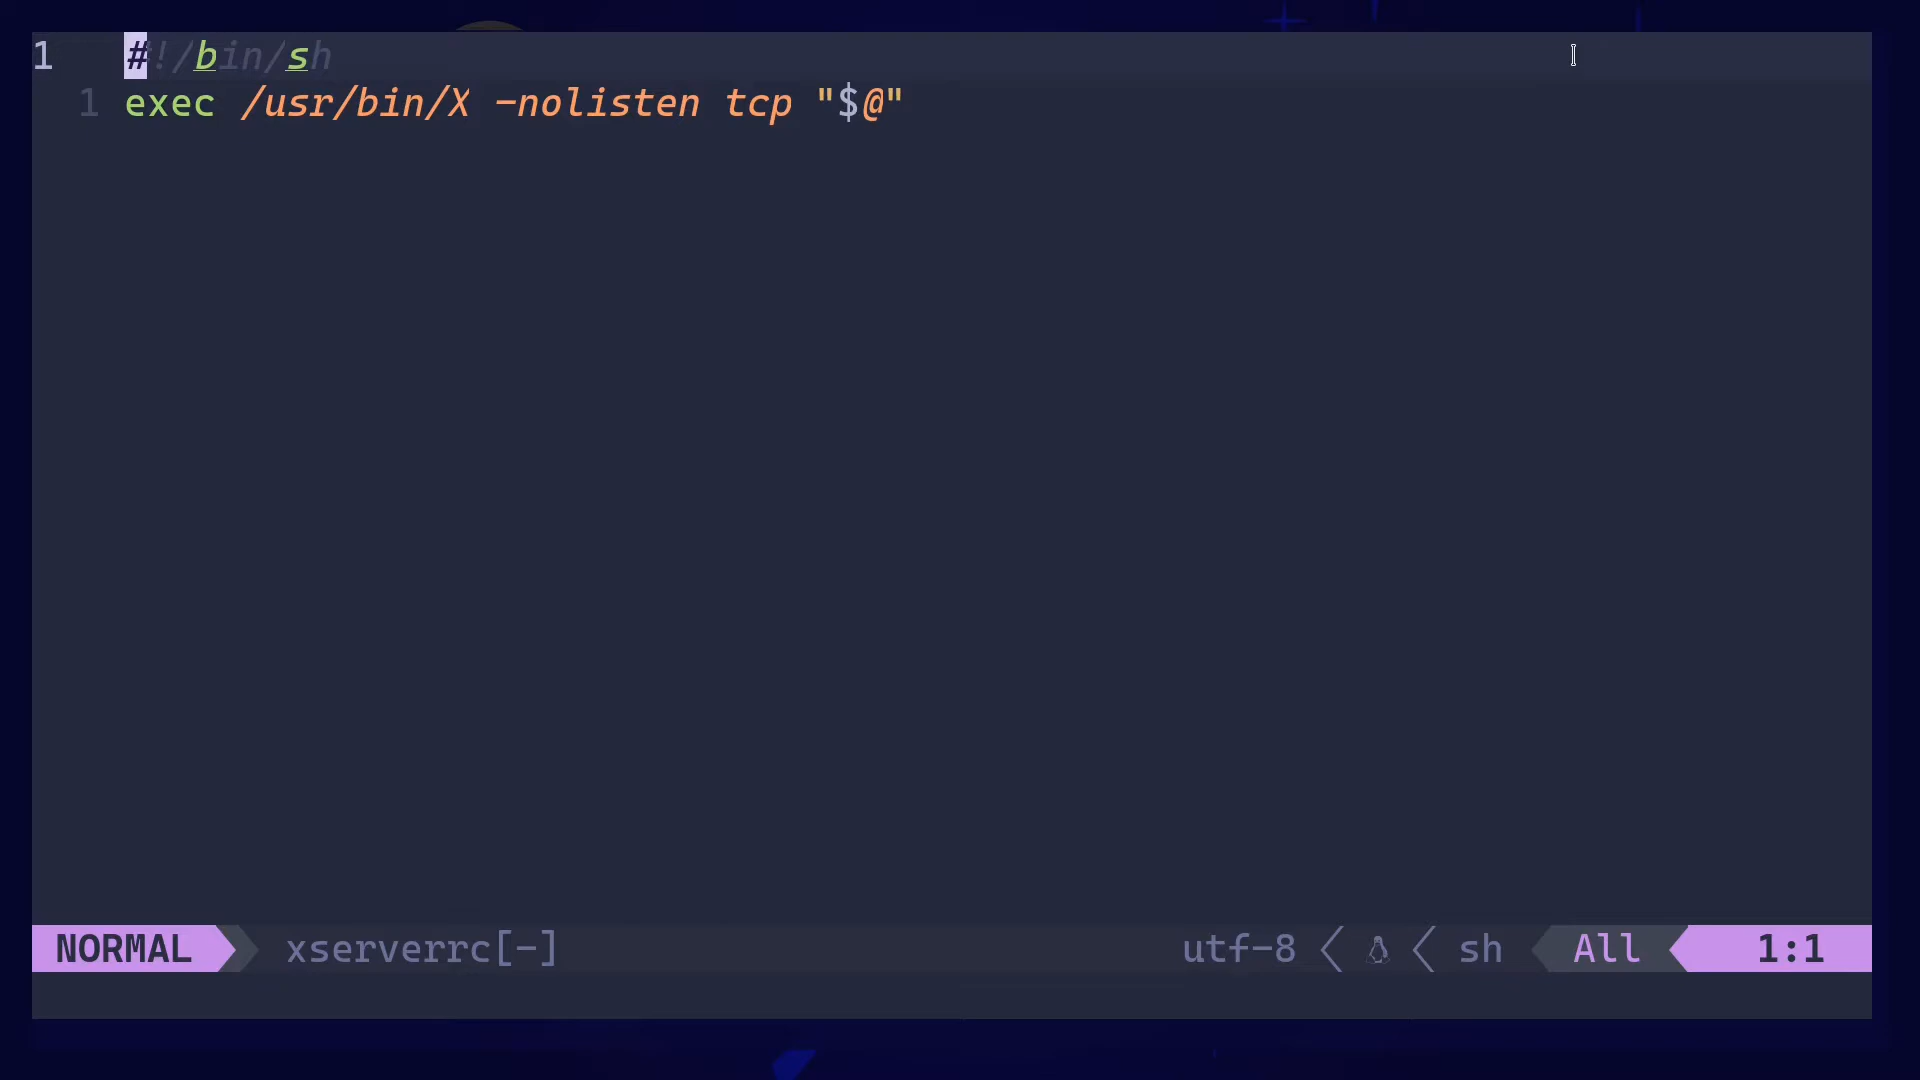 1 #!/bin/sh
1 exec /usr/bin/X -nolisten tcp "$@"
NORMAL xserverrc[-] utf-8 sh All 1:1